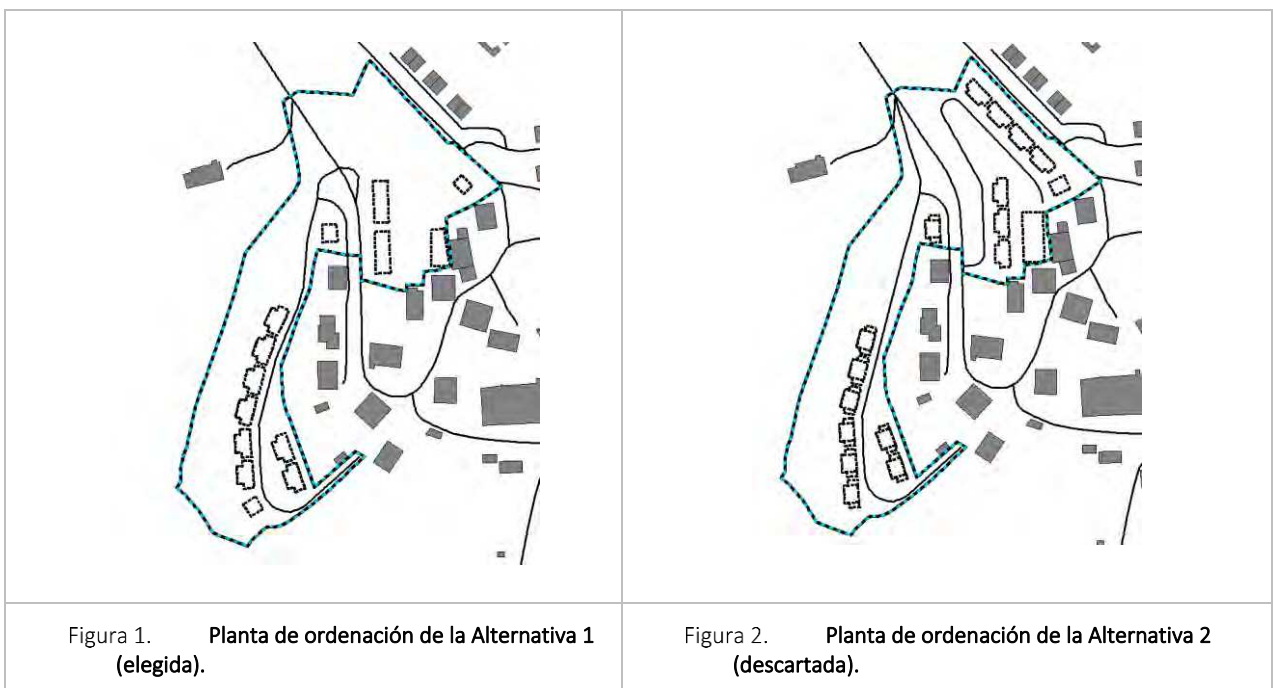 Figura 1. Planta de ordenación de la Alternativa 1
(elegida).
Figura 2. Planta de ordenación de la Alternativa 2
(descartada).